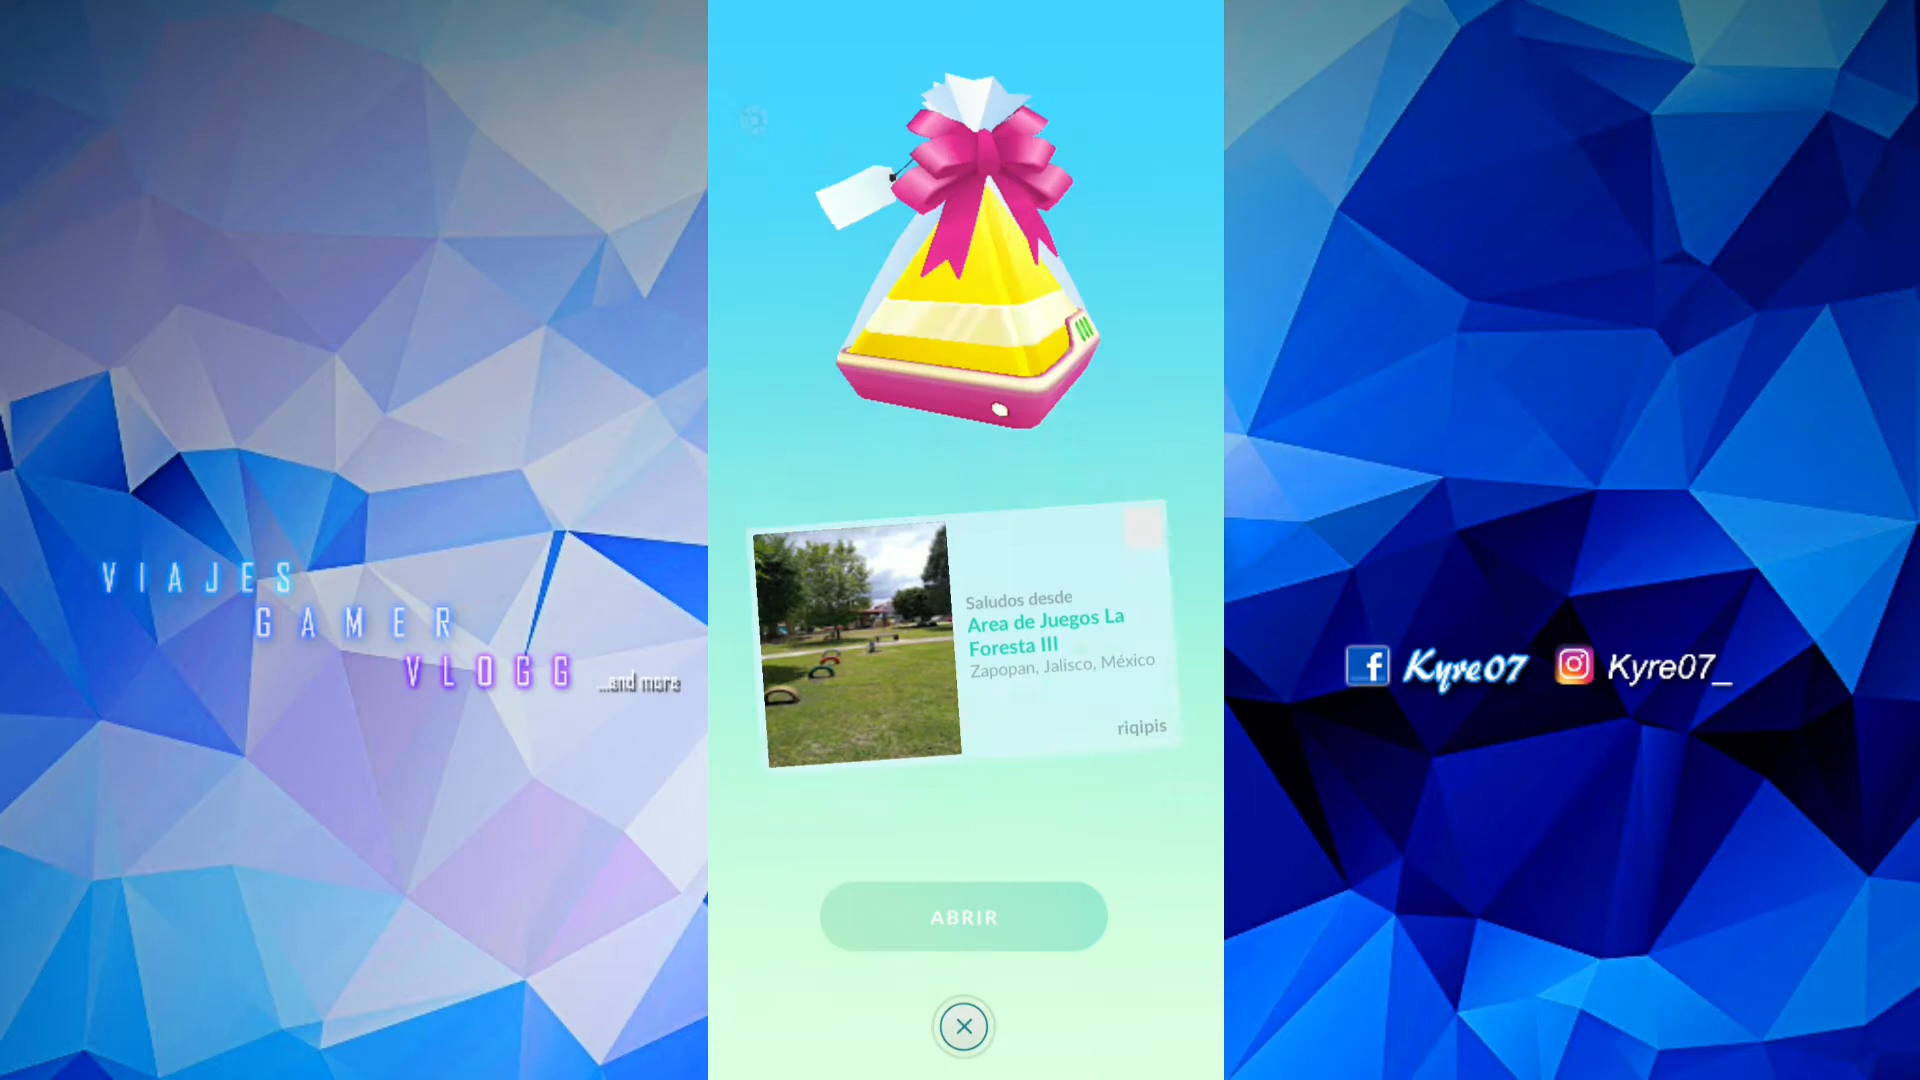 VIAJES
GAMER
VLOGG
...and more
Saludos desde
Area de Juegos La
Foresta III
Zapopan, Jalisco, México
riqipis
ABRIR
Kyre07
Kyre07_